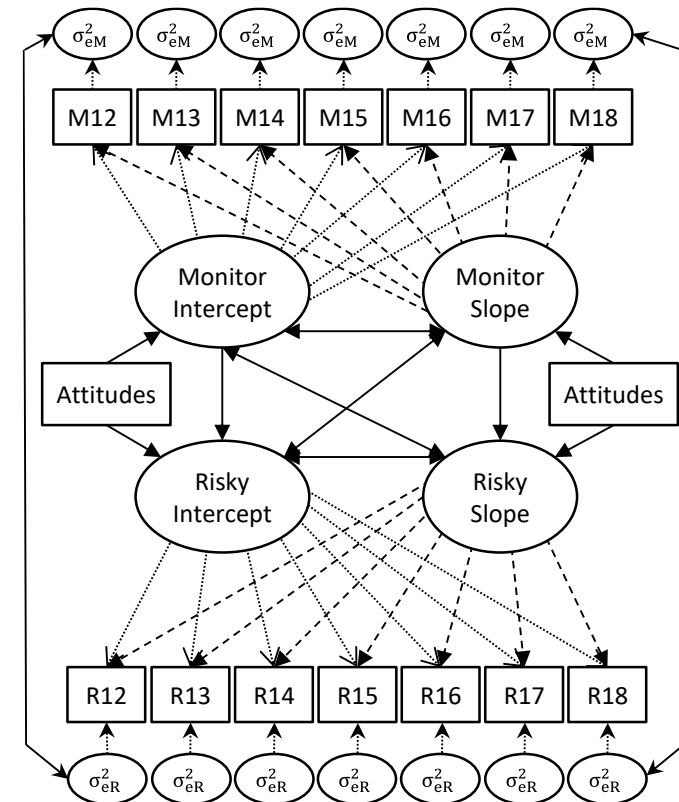 σ²eM σ²eM σ²eM σ²eM σ²eM σ²eM σ²eM
M12 M13 M14 M15 M16 M17 M18
Monitor
Intercept
Monitor
Slope
Attitudes
Attitudes
Risky
Intercept
Risky
Slope
R12 R13 R14 R15 R16 R17 R18
σ²eR σ²eR σ²eR σ²eR σ²eR σ²eR σ²eR